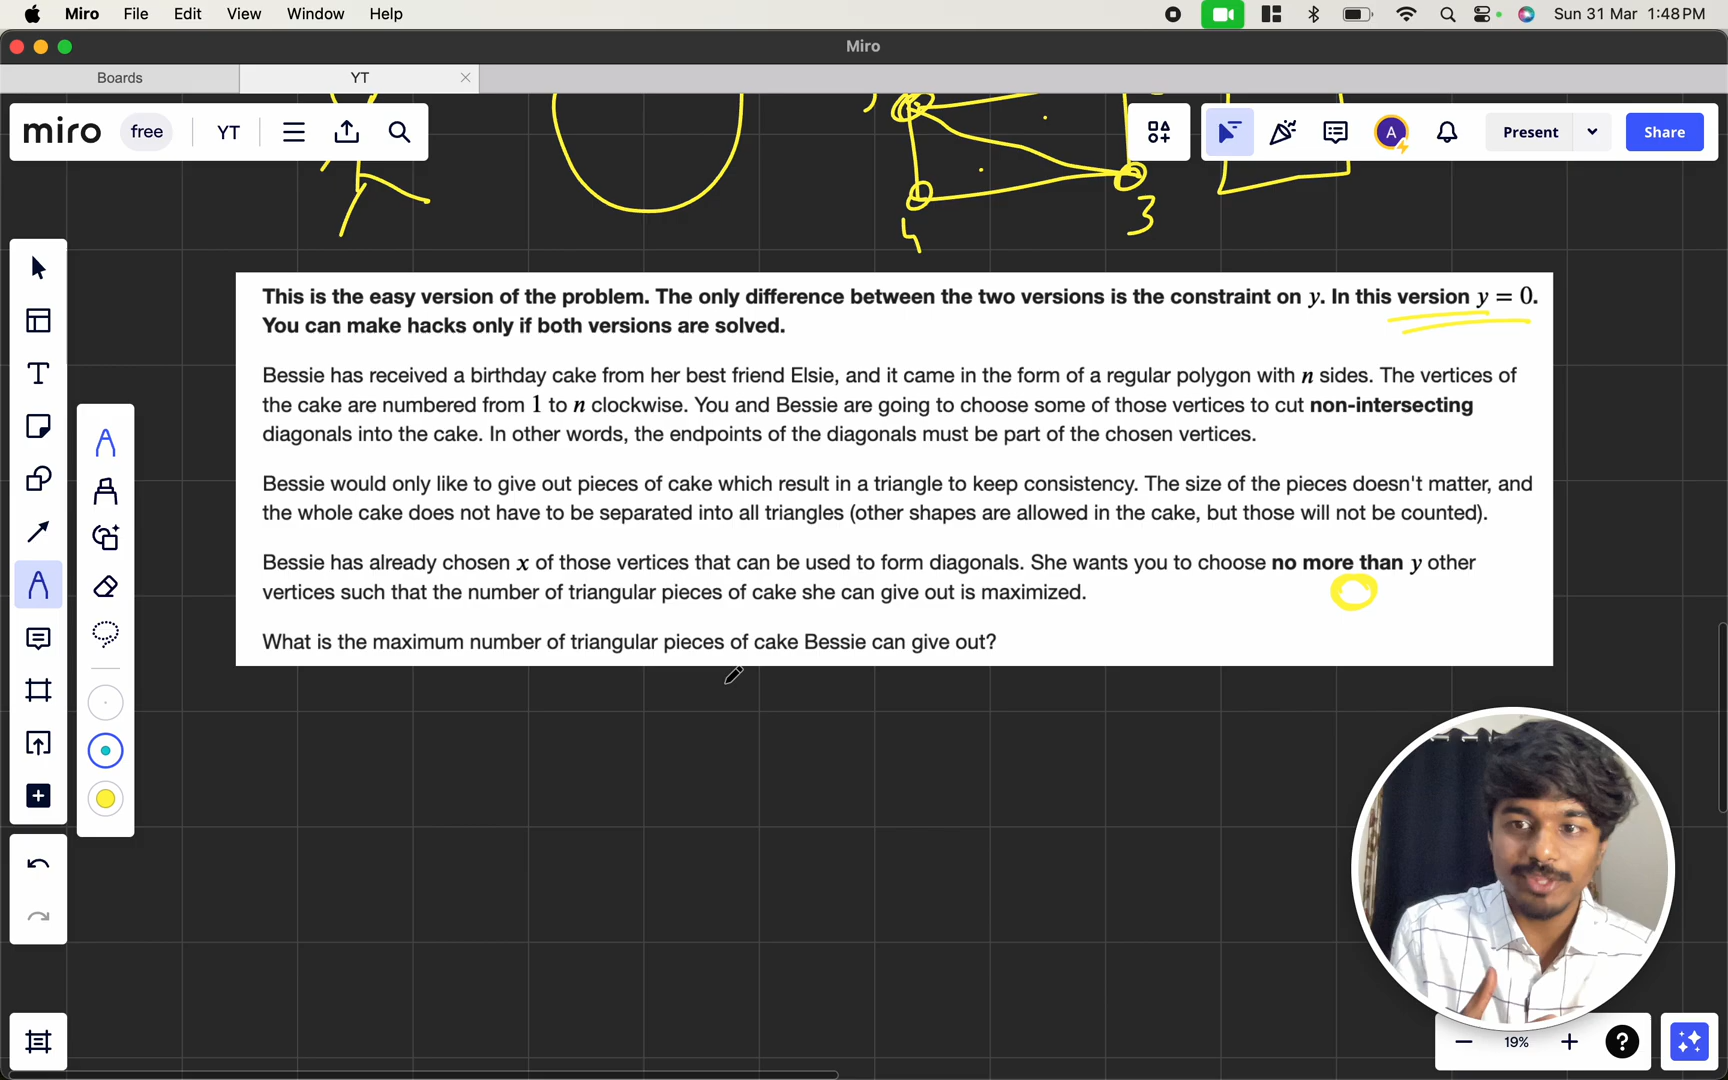 Miro File Edit View Window Help Sun 31 Mar 1:48 PM
Miro
Boards YT
miro free YT Present Share
A
4
3
This is the easy version of the problem. The only difference between the two versions is the constraint on y. In this version y = 0.
You can make hacks only if both versions are solved.
Bessie has received a birthday cake from her best friend Elsie, and it came in the form of a regular polygon with n sides. The vertices of
the cake are numbered from 1 to n clockwise. You and Bessie are going to choose some of those vertices to cut non-intersecting
diagonals into the cake. In other words, the endpoints of the diagonals must be part of the chosen vertices.
Bessie would only like to give out pieces of cake which result in a triangle to keep consistency. The size of the pieces doesn't matter, and
the whole cake does not have to be separated into all triangles (other shapes are allowed in the cake, but those will not be counted).
Bessie has already chosen x of those vertices that can be used to form diagonals. She wants you to choose no more than y other
vertices such that the number of triangular pieces of cake she can give out is maximized.
What is the maximum number of triangular pieces of cake Bessie can give out?
19%